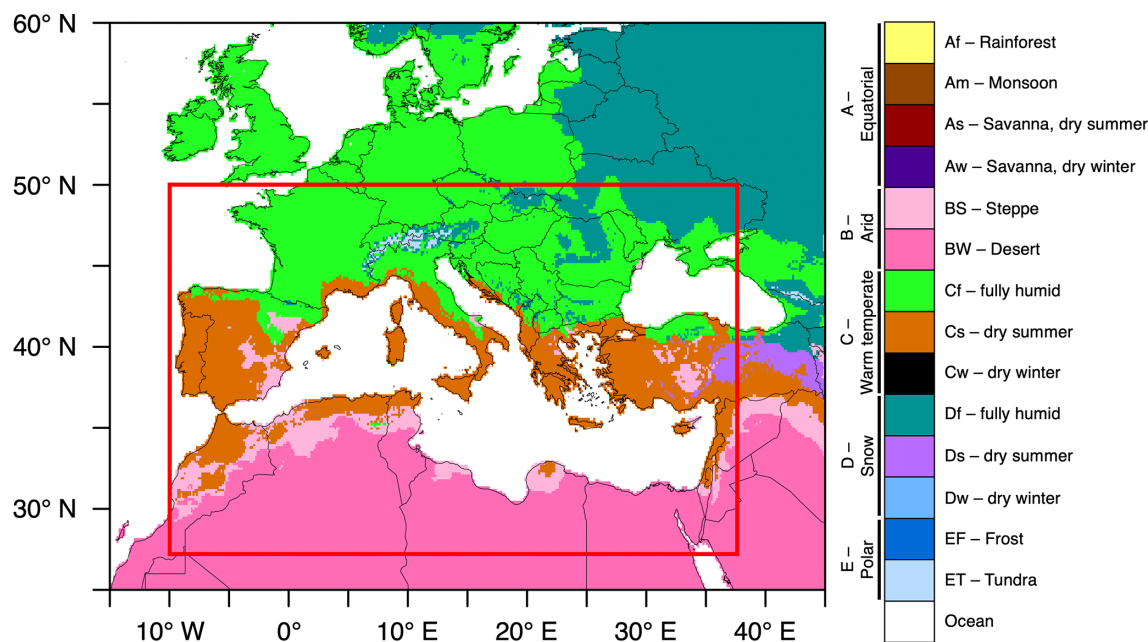 60° N
50° N
40° N
30° N
10° W
0°
10° E
20° E
30° E
40° E
A –
Equatorial
B –
Arid
C –
Warm temperate
D –
Snow
E –
Polar
Af – Rainforest
Am – Monsoon
As – Savanna, dry summer
Aw – Savanna, dry winter
BS – Steppe
BW – Desert
Cf – fully humid
Cs – dry summer
Cw – dry winter
Df – fully humid
Ds – dry summer
Dw – dry winter
EF – Frost
ET – Tundra
Ocean